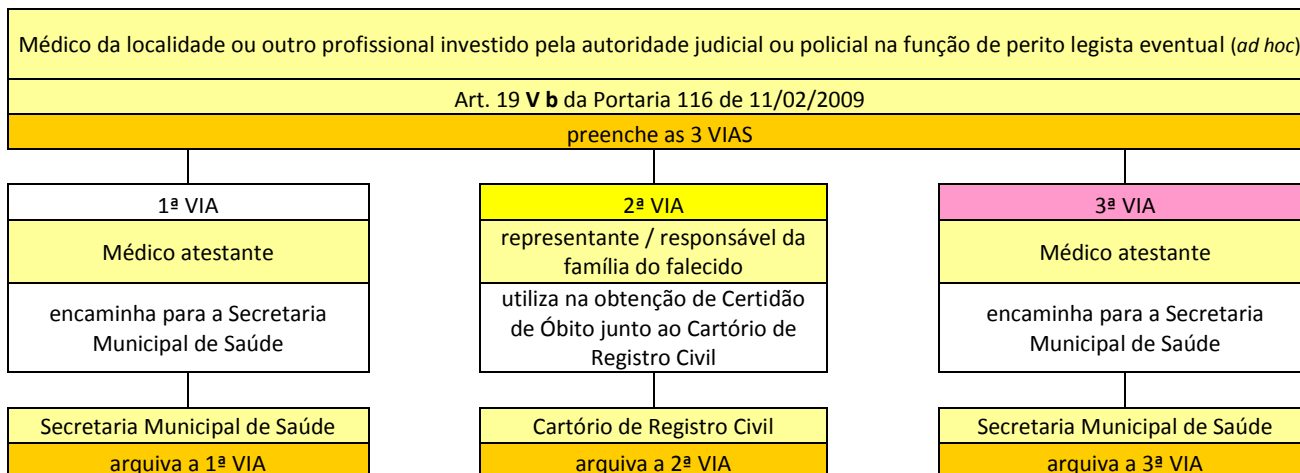 Médico da localidade ou outro profissional investido pela autoridade judicial ou policial na função de perito legista eventual (ad hoc)
Art. 19 V b da Portaria 116 de 11/02/2009
preenche as 3 VIAS
1ª VIA
Médico atestante
encaminha para a Secretaria
Municipal de Saúde
Secretaria Municipal de Saúde
arquiva a 1ª VIA
2ª VIA
representante / responsável da
família do falecido
utiliza na obtenção de Certidão
de Óbito junto ao Cartório de
Registro Civil
Cartório de Registro Civil
arquiva a 2ª VIA
3ª VIA
Médico atestante
encaminha para a Secretaria
Municipal de Saúde
Secretaria Municipal de Saúde
arquiva a 3ª VIA